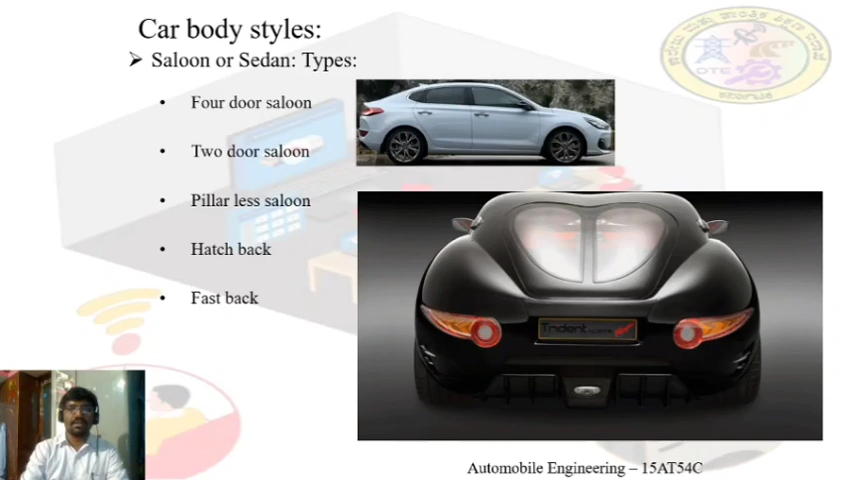 Car body styles:
➢ Saloon or Sedan: Types:
• Four door saloon
• Two door saloon
• Pillar less saloon
• Hatch back
• Fast back
Trident
DTE
Automobile Engineering – 15AT54C